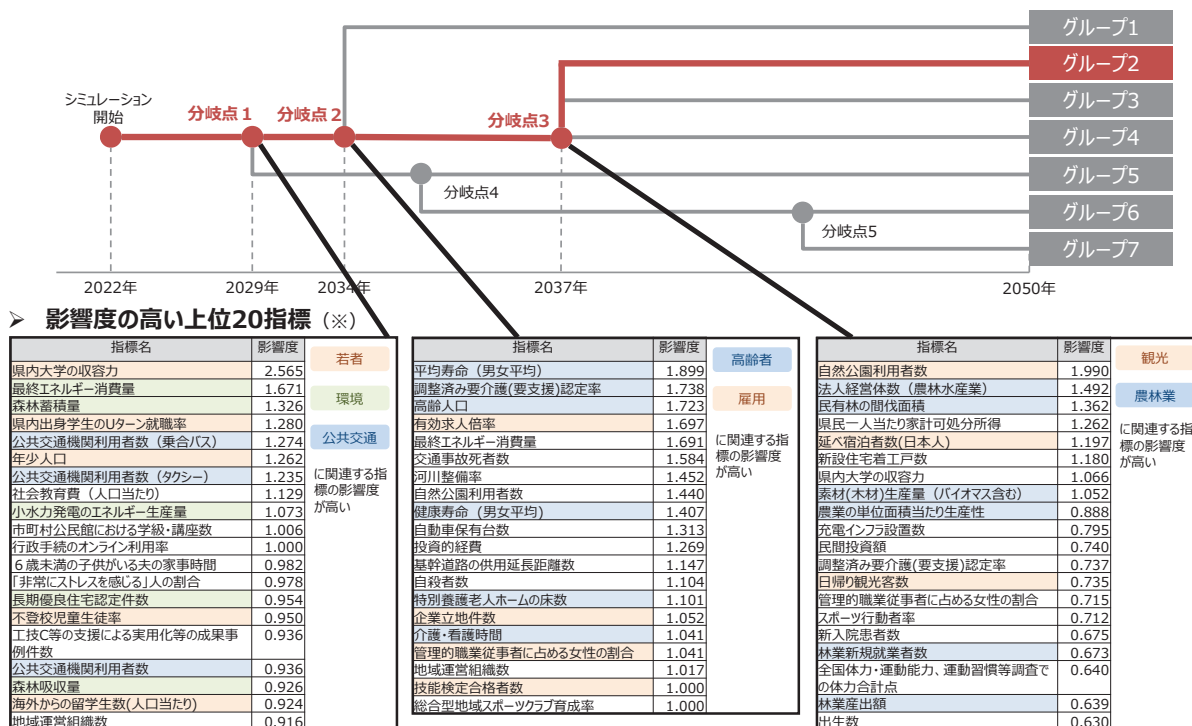 グループ1
グループ2
グループ3
グループ4
グループ5
グループ6
グループ7
シミュレーション
開始
分岐点1
分岐点2
分岐点3
分岐点4
分岐点5
2022年
2029年
2034年
2037年
2050年
➢ 影響度の高い上位20指標（※）
指標名 影響度
県内大学の収容力 2.565
最終エネルギー消費量 1.671
森林蓄積量 1.326
県内出身学生のUターン就職率 1.280
公共交通機関利用者数（乗合バス） 1.274
年少人口 1.262
公共交通機関利用者数（タクシー） 1.235
社会教育費（人口当たり） 1.129
小水力発電のエネルギー生産量 1.073
市町村公民館における学級・講座数 1.006
行政手続のオンライン利用率 1.000
６歳未満の子供がいる夫の家事時間 0.982
「非常にストレスを感じる」人の割合 0.978
長期優良住宅認定件数 0.954
不登校児童生徒率 0.950
工技C等の支援による実用化等の成果事 0.936
例件数
公共交通機関利用者数 0.936
森林吸収量 0.926
海外からの留学生数(人口当たり) 0.924
地域運営組織数 0.916
若者
環境
公共交通
に関連する指
標の影響度
が高い
指標名 影響度
平均寿命（男女平均） 1.899
調整済み要介護(要支援)認定率 1.738
高齢人口 1.723
有効求人倍率 1.697
最終エネルギー消費量 1.691
交通事故死者数 1.584
河川整備率 1.452
自然公園利用者数 1.440
健康寿命（男女平均） 1.407
自動車保有台数 1.313
投資的経費 1.269
基幹道路の供用延長距離数 1.147
自殺者数 1.104
特別養護老人ホームの床数 1.101
企業立地件数 1.052
介護・看護時間 1.041
管理的職業従事者に占める女性の割合 1.041
地域運営組織数 1.017
技能検定合格者数 1.000
総合型地域スポーツクラブ育成率 1.000
高齢者
雇用
に関連する指
標の影響度
が高い
指標名 影響度
自然公園利用者数 1.990
法人経営体数（農林水産業） 1.492
民有林の間伐面積 1.362
県民一人当たり家計可処分所得 1.262
延べ宿泊者数(日本人) 1.197
新設住宅着工戸数 1.180
県内大学の収容力 1.066
素材(木材)生産量（バイオマス含む） 1.052
農業の単位面積当たり生産性 0.888
充電インフラ設置数 0.795
民間投資額 0.740
調整済み要介護(要支援)認定率 0.737
日帰り観光客数 0.735
管理的職業従事者に占める女性の割合 0.715
スポーツ行動者率 0.712
新入院患者数 0.675
林業新規就業者数 0.673
全国体力・運動能力、運動習慣等調査で 0.640
の体力合計点
林業産出額 0.639
出生数 0.630
観光
農林業
に関連する指
標の影響度
が高い